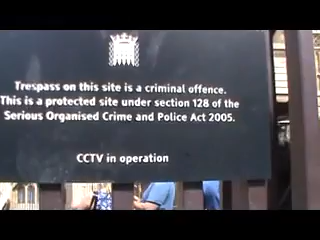 Trespass on this site is a criminal offence.
This is a protected site under section 128 of the
Serious Organised Crime and Police Act 2005.
CCTV in operation